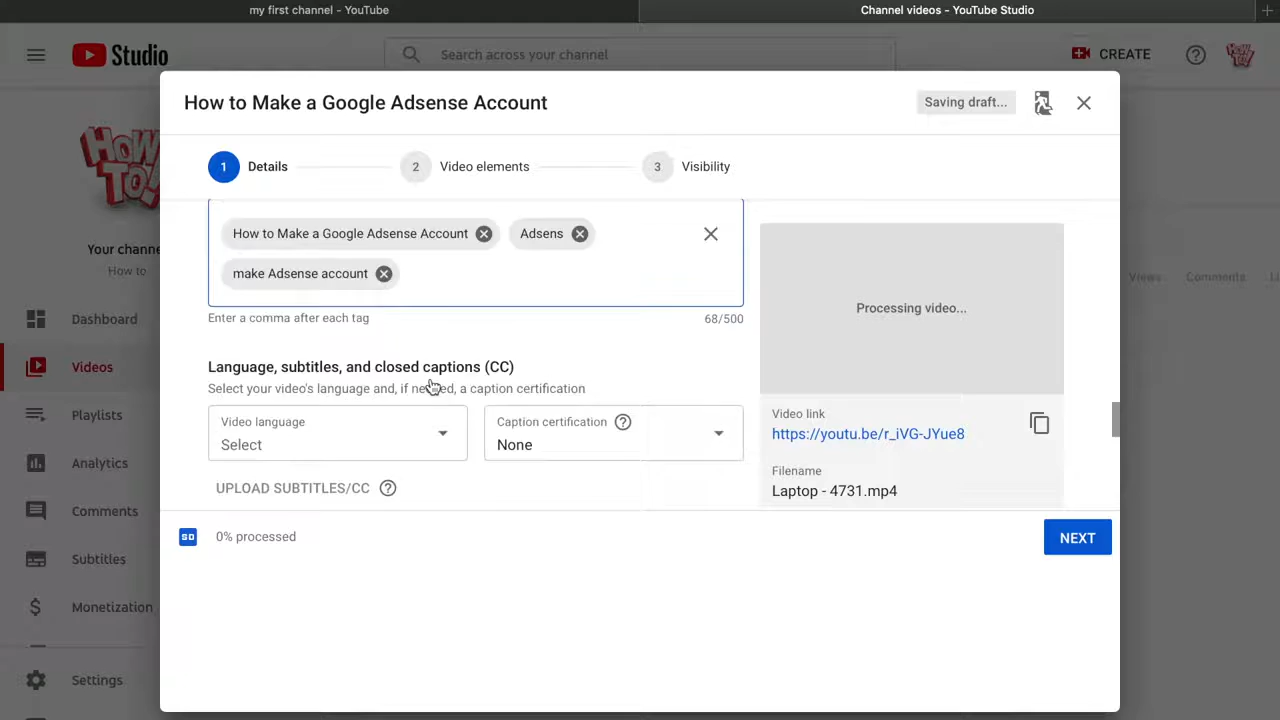 my first channel - YouTube
Channel videos - YouTube Studio
Studio
Search across your channel
CREATE
HOW TO!
How to Make a Google Adsense Account
Saving draft...
1 Details
2 Video elements
3 Visibility
HOW TO!
Your channe
How to
Dashboard
Videos
Playlists
Analytics
Comments
Subtitles
Monetization
Settings
How to Make a Google Adsense Account
Adsens
make Adsense account
Enter a comma after each tag
68/500
Language, subtitles, and closed captions (CC)
Select your video's language and, if needed, a caption certification
Video language
Select
Caption certification
None
UPLOAD SUBTITLES/CC
Processing video...
Video link
https://youtu.be/r_iVG-JYue8
Filename
Laptop - 4731.mp4
Views
Comments
SD
0% processed
NEXT